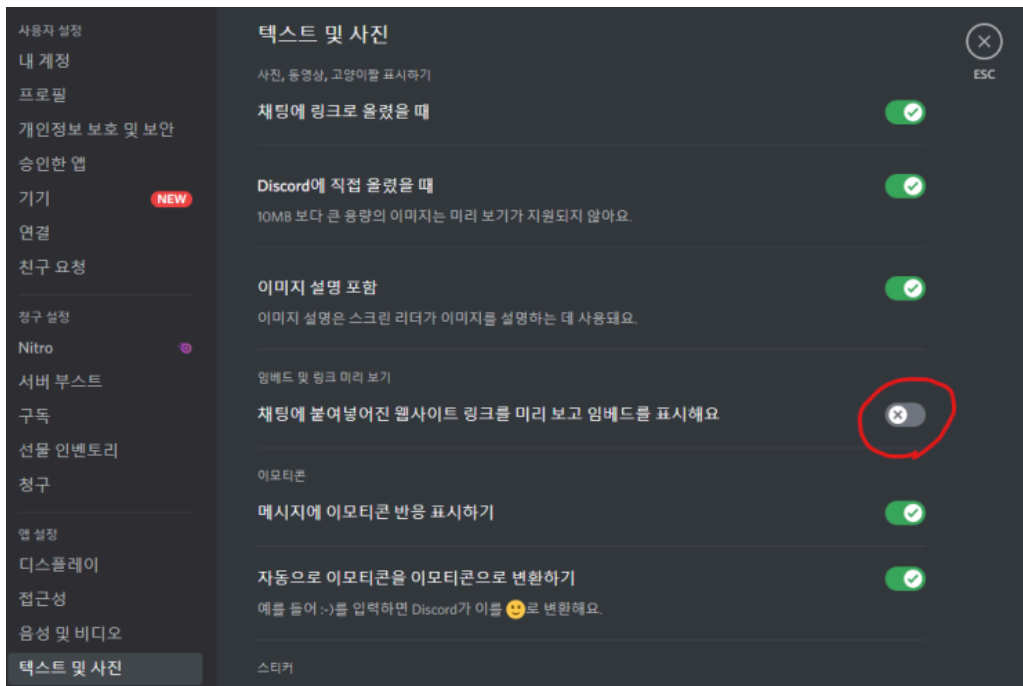 사용자 설정
내 계정
프로필
개인정보 보호 및 보안
승인한 앱
기기 NEW
연결
친구 요청
청구 설정
Nitro
서버 부스트
구독
선물 인벤토리
청구
앱 설정
디스플레이
접근성
음성 및 비디오
텍스트 및 사진
텍스트 및 사진
ESC
사진, 동영상, 고양이짤 표시하기
채팅에 링크로 올렸을 때
Discord에 직접 올렸을 때
10MB 보다 큰 용량의 이미지는 미리 보기가 지원되지 않아요.
이미지 설명 포함
이미지 설명은 스크린 리더가 이미지를 설명하는 데 사용돼요.
임베드 및 링크 미리 보기
채팅에 붙여넣어진 웹사이트 링크를 미리 보고 임베드를 표시해요
이모티콘
메시지에 이모티콘 반응 표시하기
자동으로 이모티콘을 이모티콘으로 변환하기
예를 들어 :-)를 입력하면 Discord가 이를 🙂로 변환해요.
스티커